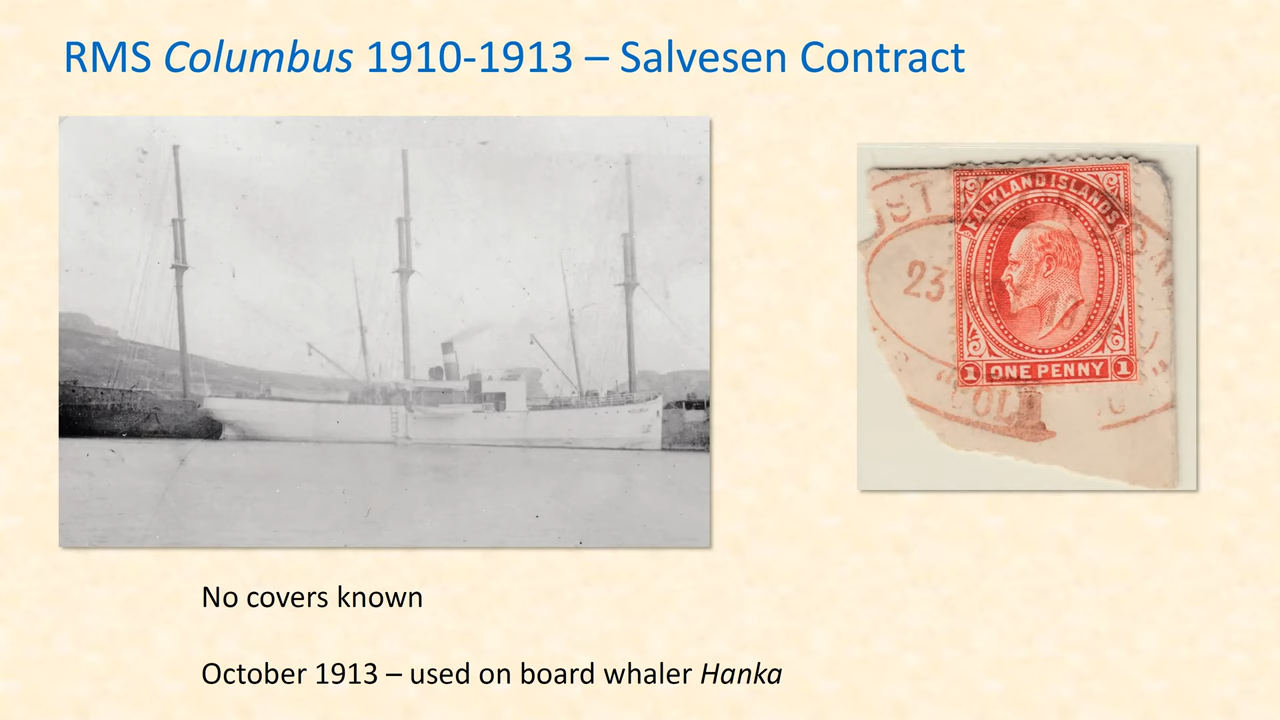 RMS Columbus 1910-1913 – Salvesen Contract
FALKLAND ISLANDS
23
1 ONE PENNY 1
No covers known
October 1913 – used on board whaler Hanka